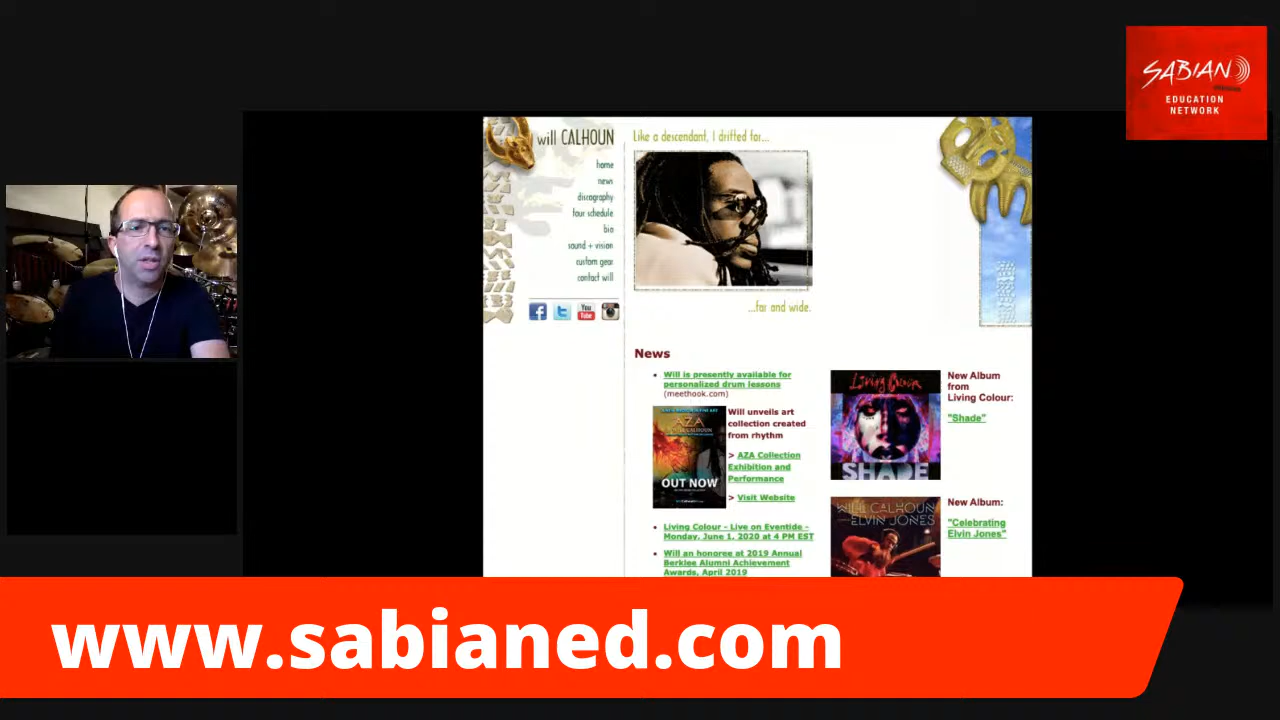 SABIAN
EDUCATION
NETWORK
will CALHOUN
home
news
discography
tour schedule
bio
sound + vision
custom gear
contact will
Like a descendant, I drifted far...
...far and wide.
You
Tube
News
Will is presently available for
personalized drum lessons
(meethook.com)
AZA
OUT NOW
Will unveils art
collection created
from rhythm
> AZA Collection
Exhibition and
Performance
> Visit Website
Living Colour - Live on Eventide -
Monday, June 1, 2020 at 4 PM EST
Will an honoree at 2019 Annual
Berklee Alumni Achievement
Awards, April 2019
Living Colour
SHADE
New Album
from
Living Colour:
"Shade"
WILL CALHOUN
ELVIN JONES
New Album:
"Celebrating
Elvin Jones"
www.sabianed.com